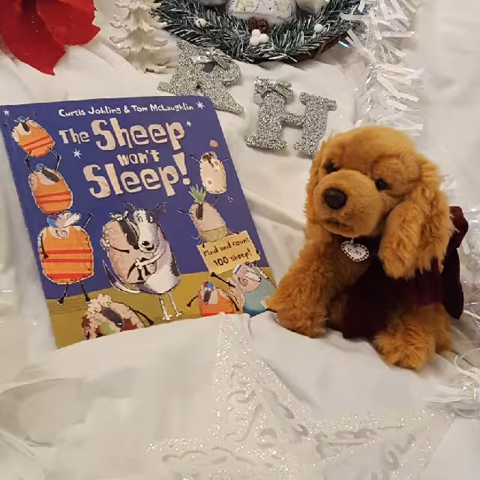 Curtis Jobling & Tom McLaughlin
The Sheep
won't
Sleep!
Find and count
100 sheep!
H